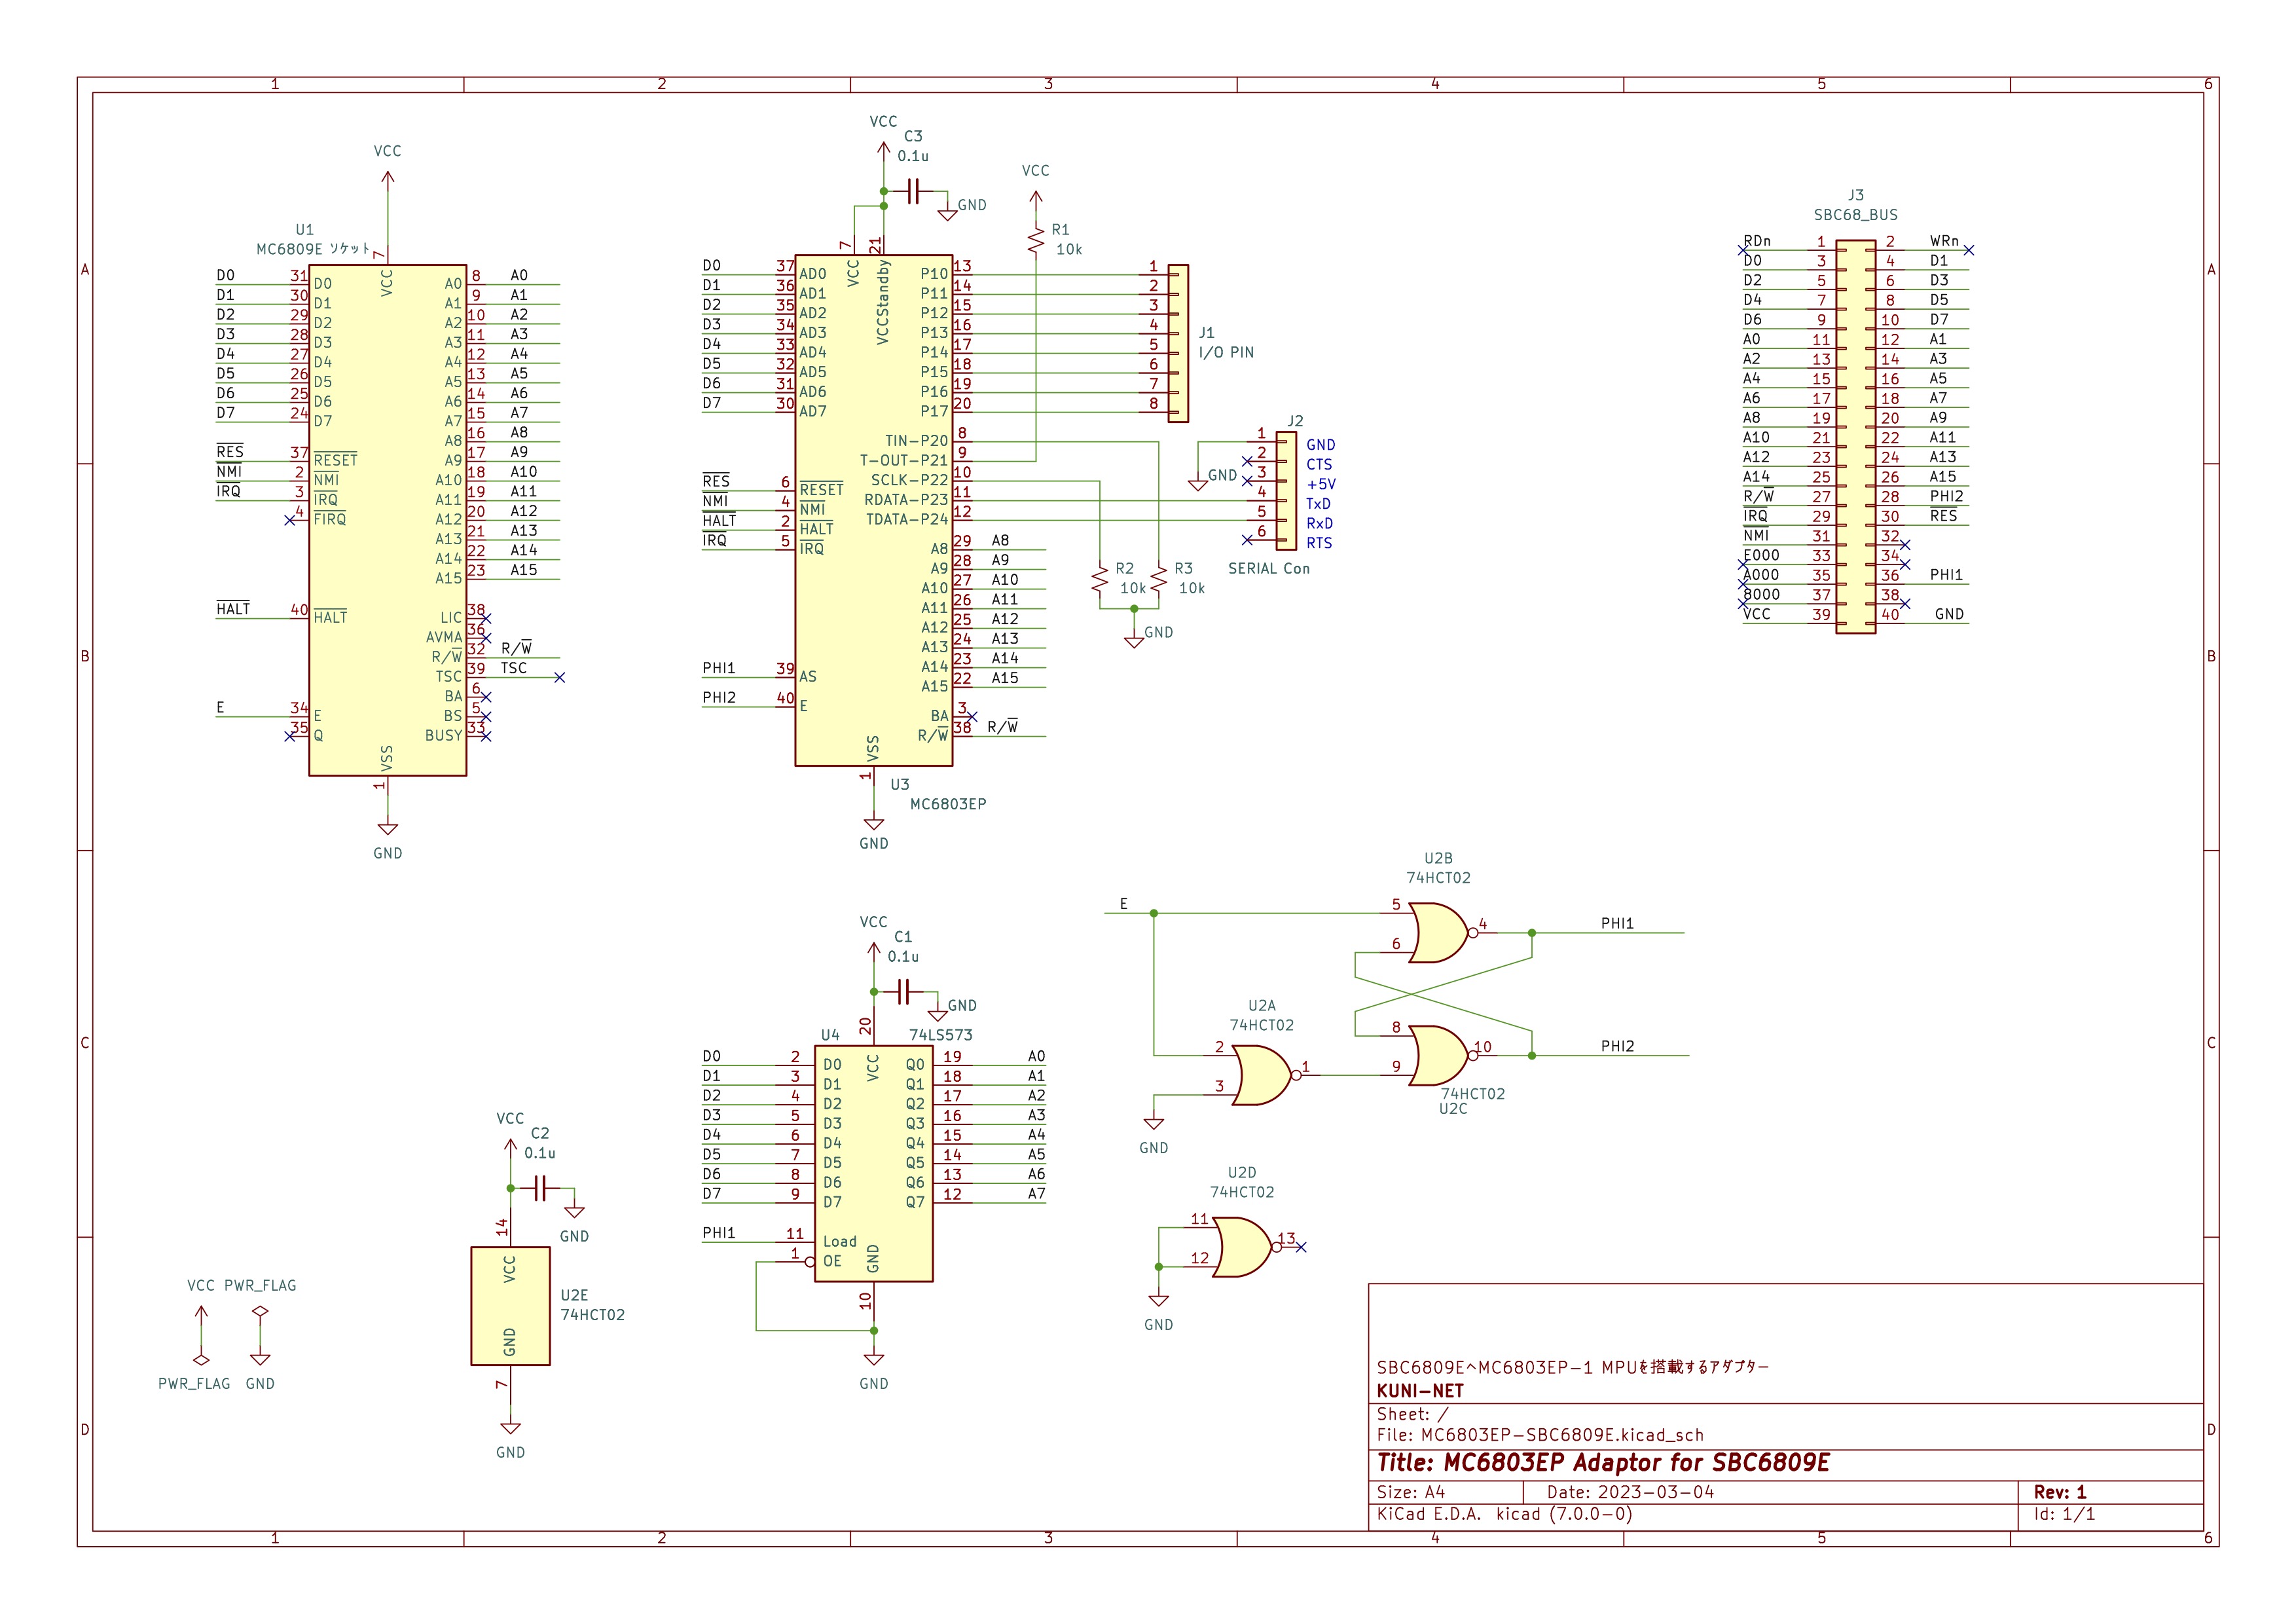 1 2 3 4 5 6
A
B
C
D
VCC
U1
MC6809E ソケット
7
VCC
D0 31 D0
D1 30 D1
D2 29 D2
D3 28 D3
D4 27 D4
D5 26 D5
D6 25 D6
D7 24 D7
RES 37 RESET
NMI 2 NMI
IRQ 3 IRQ
4 FIRQ
HALT 40 HALT
E 34 E
35 Q
A0 8 A0
A1 9 A1
A2 10 A2
A3 11 A3
A4 12 A4
A5 13 A5
A6 14 A6
A7 15 A7
A8 16 A8
A9 17 A9
A10 18 A10
A11 19 A11
A12 20 A12
A13 21 A13
A14 22 A14
A15 23 A15
LIC 38
AVMA 36
R/W 32 R/W
TSC 39 TSC
BA 6
BS 5
BUSY 33
VSS
1
GND
VCC
C3
0.1u
GND
7 21
VCC
VCCStandby
D0 37 AD0
D1 36 AD1
D2 35 AD2
D3 34 AD3
D4 33 AD4
D5 32 AD5
D6 31 AD6
D7 30 AD7
RES 6 RESET
NMI 4 NMI
HALT 2 HALT
IRQ 5 IRQ
PHI1 39 AS
PHI2 40 E
P10 13
P11 14
P12 15
P13 16
P14 17
P15 18
P16 19
P17 20
TIN-P20 8
T-OUT-P21 9
SCLK-P22 10
RDATA-P23 11
TDATA-P24 12
A8 29 A8
A9 28 A9
A10 27 A10
A11 26 A11
A12 25 A12
A13 24 A13
A14 23 A14
A15 22 A15
BA 3
R/W 38 R/W
VSS
1
U3
MC6803EP
GND
VCC
R1
10k
1
2
3
4
5
6
7
8
J1
I/O PIN
J2
1 GND
2 CTS
3 +5V
4 TxD
5 RxD
6 RTS
GND
SERIAL Con
R2
10k
R3
10k
GND
J3
SBC68_BUS
RDn 1 2 WRn
D0 3 4 D1
D2 5 6 D3
D4 7 8 D5
D6 9 10 D7
A0 11 12 A1
A2 13 14 A3
A4 15 16 A5
A6 17 18 A7
A8 19 20 A9
A10 21 22 A11
A12 23 24 A13
A14 25 26 A15
R/W 27 28 PHI2
IRQ 29 30 RES
NMI 31 32
E000 33 34
A000 35 36 PHI1
8000 37 38
VCC 39 40 GND
VCC
C1
0.1u
GND
U4
20
74LS573
VCC
D0 2 D0 Q0 19 A0
D1 3 D1 Q1 18 A1
D2 4 D2 Q2 17 A2
D3 5 D3 Q3 16 A3
D4 6 D4 Q4 15 A4
D5 7 D5 Q5 14 A5
D6 8 D6 Q6 13 A6
D7 9 D7 Q7 12 A7
PHI1 11 Load
1 OE
GND
10
GND
U2B
74HCT02
E
5
6
4
PHI1
U2A
74HCT02
2
3
1
GND
8
9
10
PHI2
74HCT02
U2C
U2D
74HCT02
11
12
13
GND
VCC
C2
0.1u
GND
14
VCC
U2E
74HCT02
GND
7
GND
VCC PWR_FLAG
PWR_FLAG GND
SBC6809EへMC6803EP-1 MPUを搭載するアダプター
KUNI-NET
Sheet: /
File: MC6803EP-SBC6809E.kicad_sch
Title: MC6803EP Adaptor for SBC6809E
Size: A4 Date: 2023-03-04 Rev: 1
KiCad E.D.A. kicad (7.0.0-0) Id: 1/1
A
B
C
D
1 2 3 4 5 6